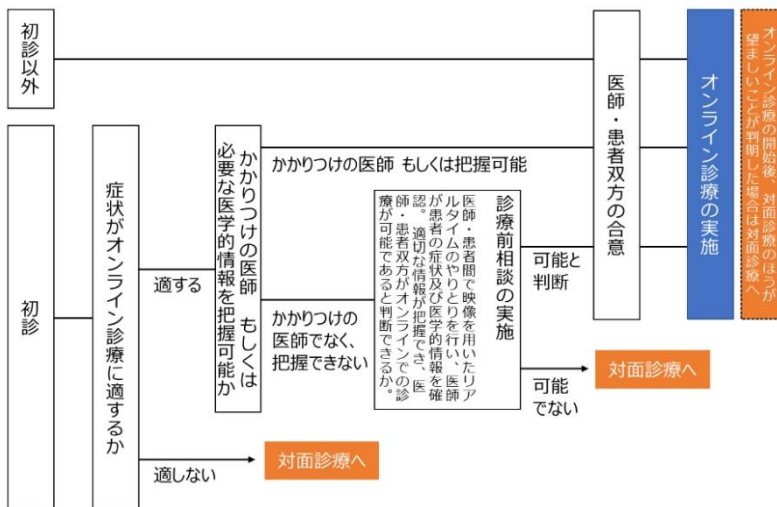 初診以外
初診
症状がオンライン診療に適するか
適する
適しない
対面診療へ
かかりつけの医師　もしくは
必要な医学的情報を把握可能か
かかりつけの医師 もしくは把握可能
かかりつけの
医師でなく、
把握できない
診療前相談の実施
医師・患者間で映像を用いたリア
ルタイムのやりとりを行い、医師
が患者の症状及び医学的情報を確
認。　適切な情報が把握でき、医
師・患者双方がオンラインでの診
療が可能であると判断できるか。
可能と
判断
可能
でない
対面診療へ
医師・患者双方の合意
オンライン診療の実施
オンライン診療の開始後、対面診療のほうが
望ましいことが判明した場合は対面診療へ